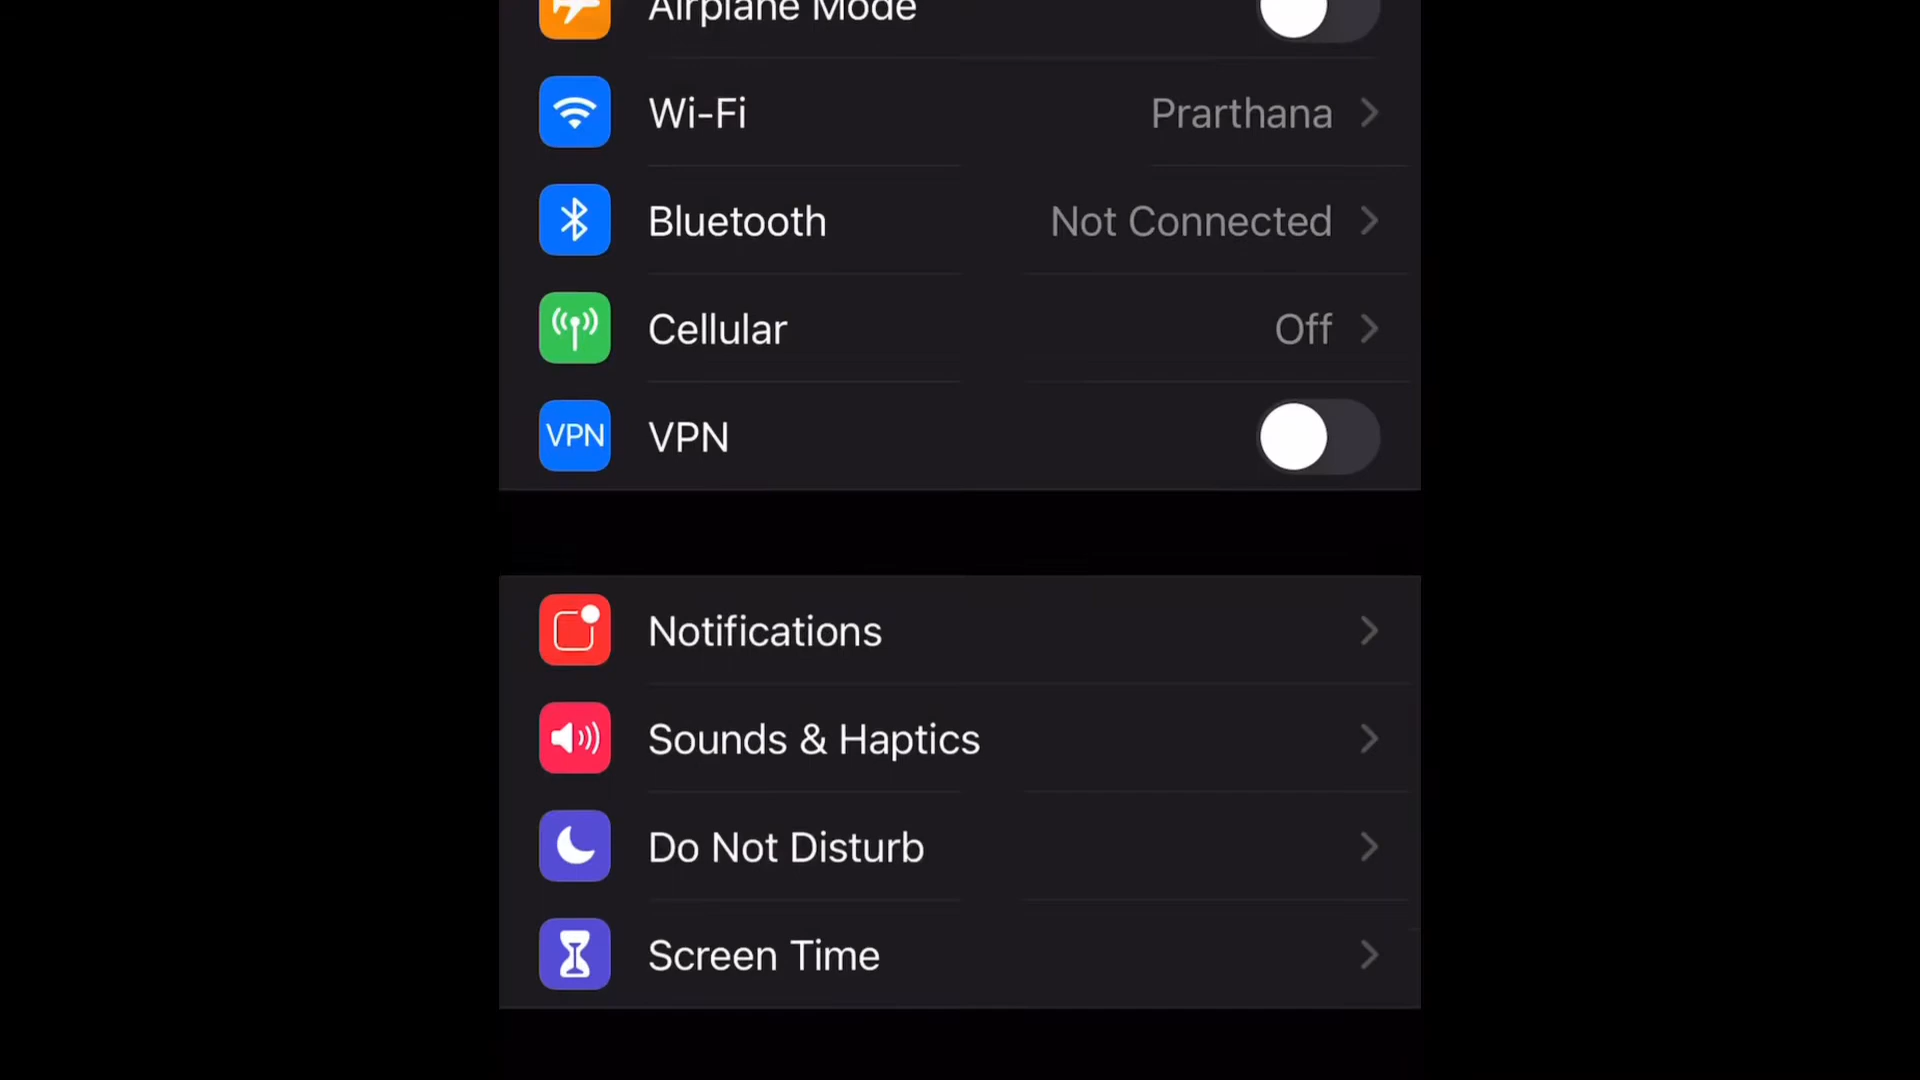 Airplane Mode
Wi-Fi Prarthana
Bluetooth Not Connected
Cellular Off
VPN VPN
Notifications
Sounds & Haptics
Do Not Disturb
Screen Time